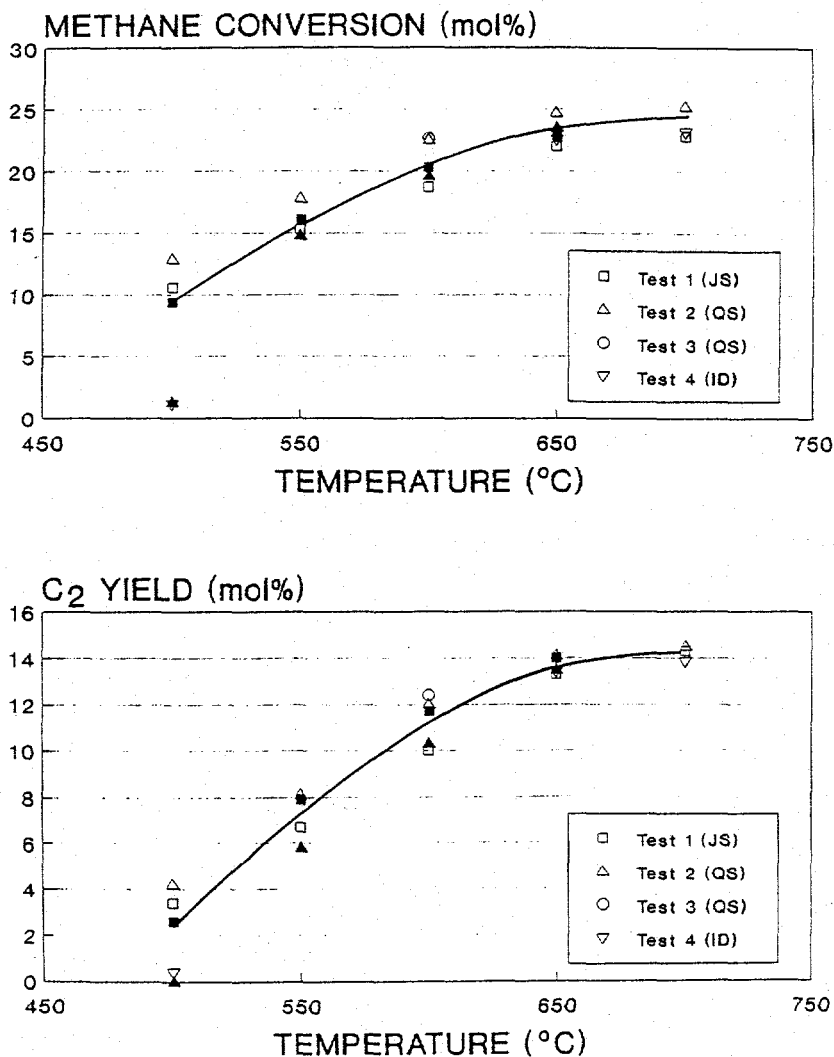 METHANE CONVERSION (mol%)
30
25
20
15
10
5
0
Test 1 (JS)
Test 2 (QS)
Test 3 (QS)
Test 4 (ID)
450 550 650 750
TEMPERATURE (°C)
C2 YIELD (mol%)
16
14
12
10
8
6
4
2
0
Test 1 (JS)
Test 2 (QS)
Test 3 (QS)
Test 4 (ID)
450 550 650 750
TEMPERATURE (°C)